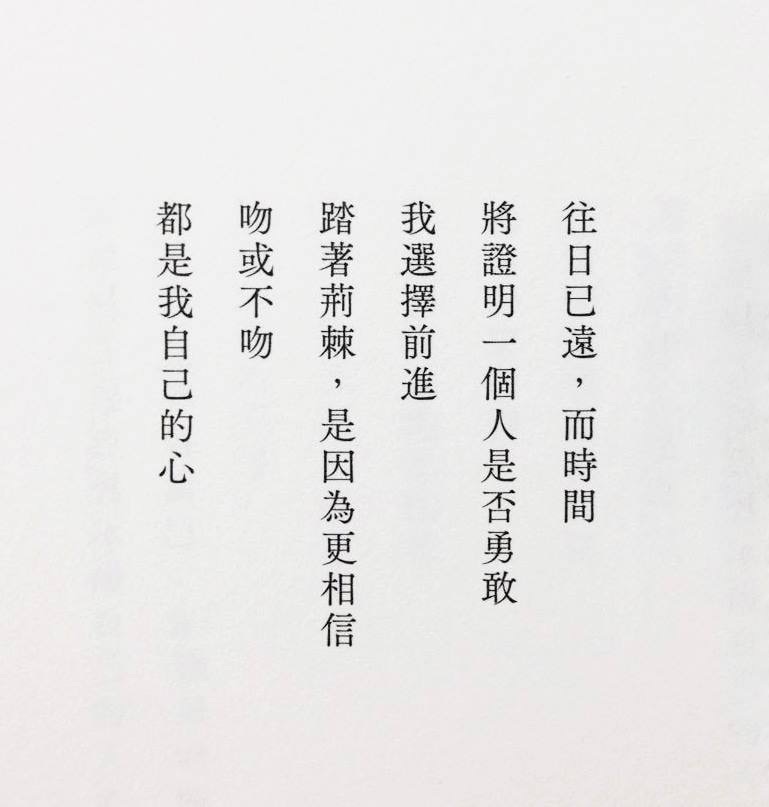 往日已遠，而時間
將證明一個人是否勇敢
我選擇前進
踏著荊棘，是因為更相信
吻或不吻
都是我自己的心